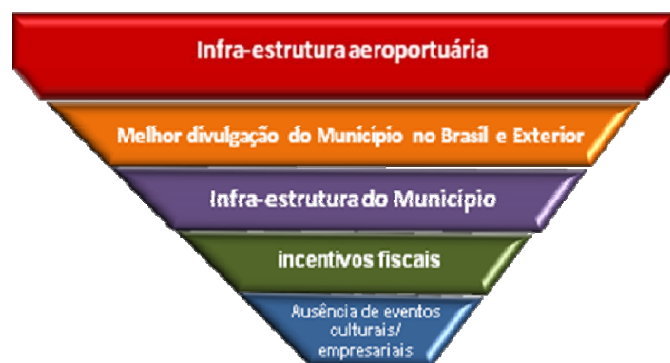 Infra-estrutura aeroportuária
Melhor divulgação do Município no Brasil e Exterior
Infra-estrutura do Município
incentivos fiscais
Ausência de eventos
culturais/
empresariais